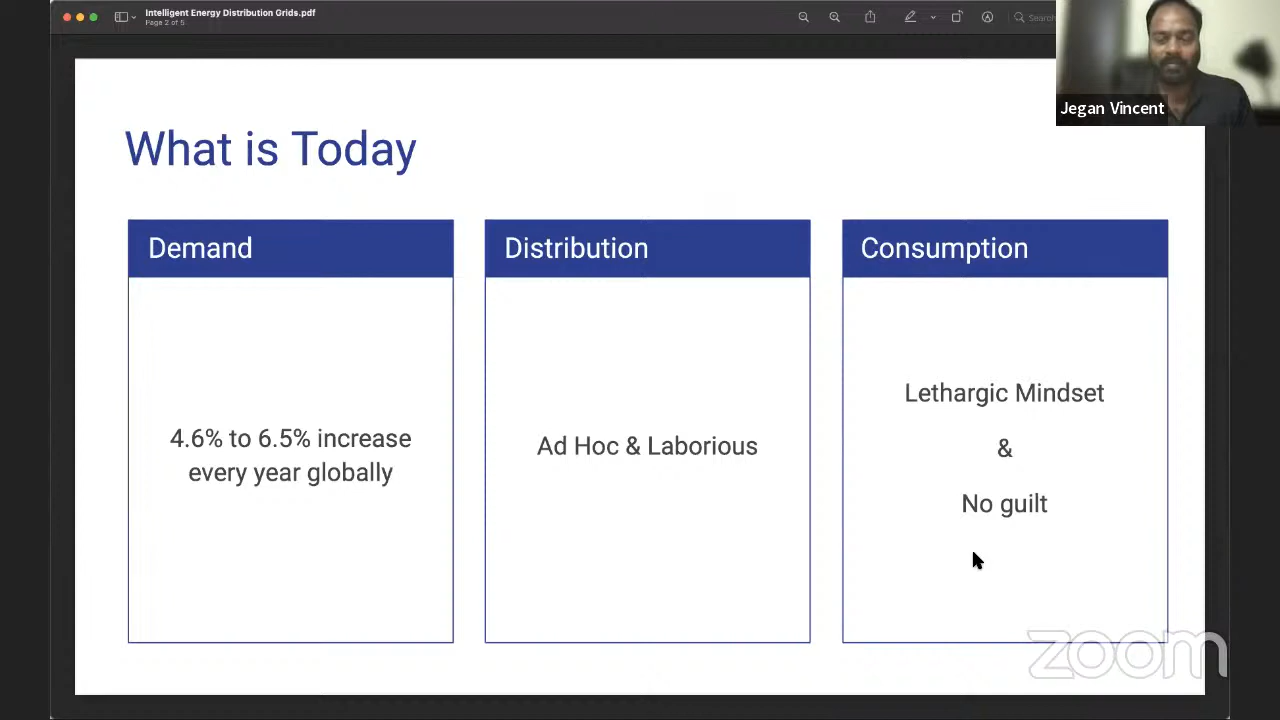 Intelligent Energy Distribution Grids.pdf
Page 2 of 5
Search
Jegan Vincent
What is Today
Demand
4.6% to 6.5% increase
every year globally
Distribution
Ad Hoc & Laborious
Consumption
Lethargic Mindset
&
No guilt
zoom